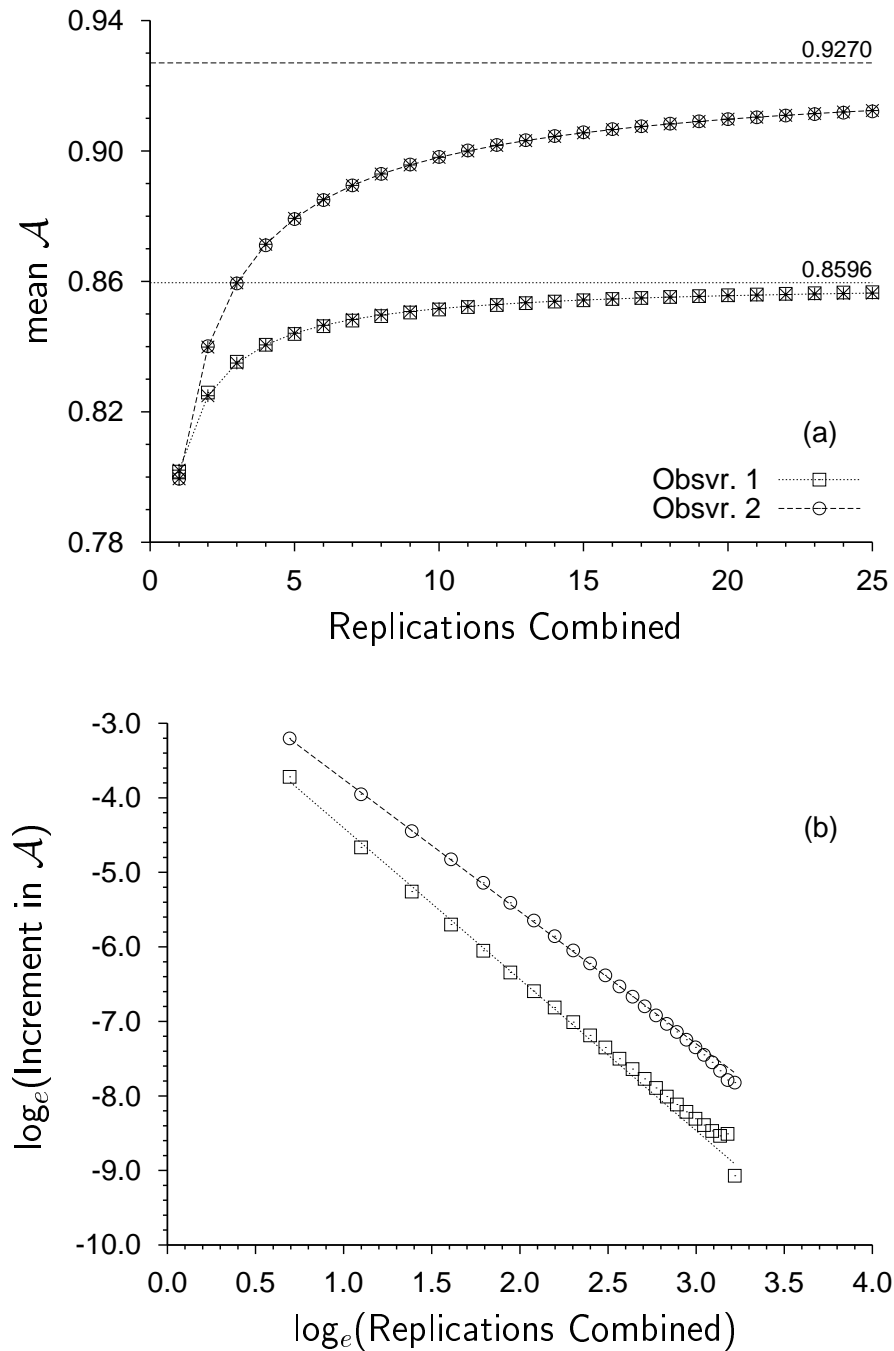 0.94
0.9270
0.90
0.86
0.8596
0.82
0.78
mean 𝒜
(a)
Obsvr. 1
Obsvr. 2
0 5 10 15 20 25
Replications Combined
-3.0
-4.0
-5.0
-6.0
-7.0
-8.0
-9.0
-10.0
logₑ(Increment in 𝒜)
(b)
0.0 0.5 1.0 1.5 2.0 2.5 3.0 3.5 4.0
logₑ(Replications Combined)